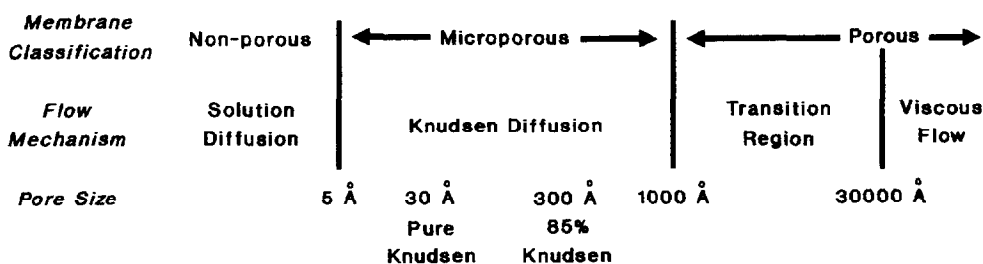 Membrane
Classification
Non-porous
Microporous
Porous
Flow
Mechanism
Solution
Diffusion
Knudsen Diffusion
Transition
Region
Viscous
Flow
Pore Size
5 Å
30 Å
300 Å
1000 Å
30000 Å
Pure
Knudsen
85%
Knudsen